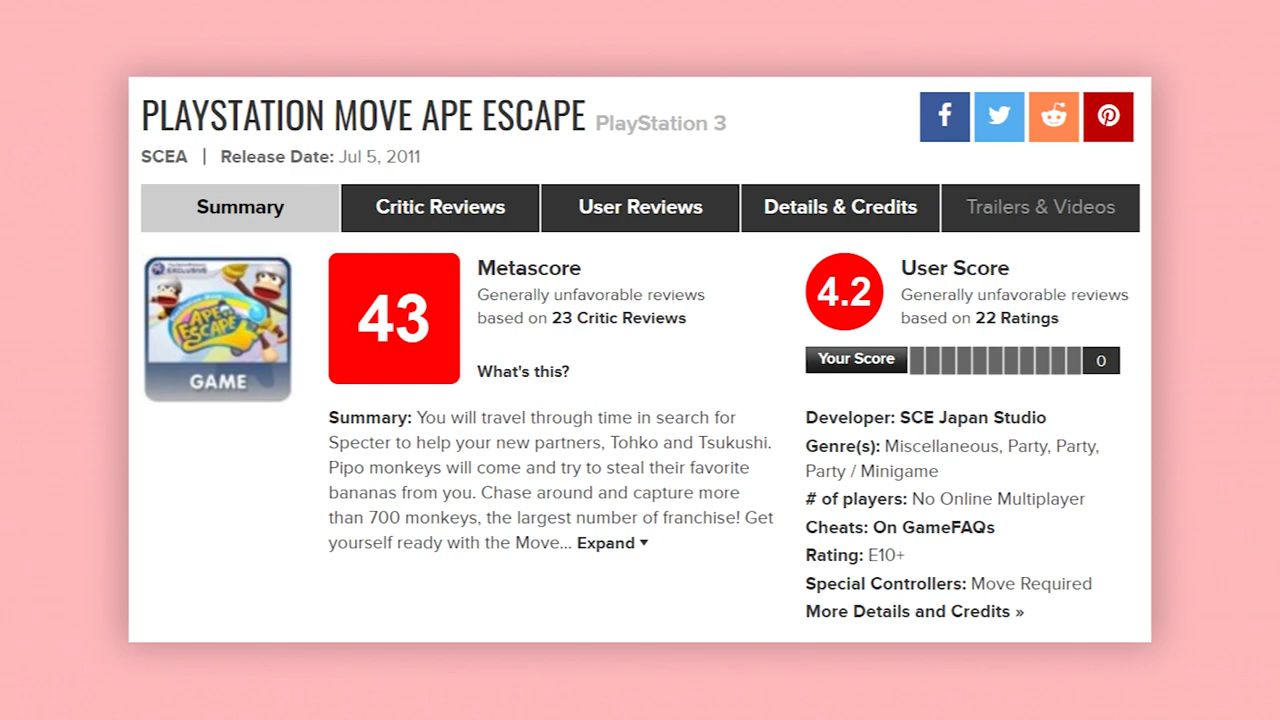 PLAYSTATION MOVE APE ESCAPE PlayStation 3
SCEA | Release Date: Jul 5, 2011
Summary
Critic Reviews
User Reviews
Details & Credits
Trailers & Videos
EXCLUSIVE
APE ESCAPE
GAME
43
Metascore
Generally unfavorable reviews
based on 23 Critic Reviews
What's this?
Summary: You will travel through time in search for
Specter to help your new partners, Tohko and Tsukushi.
Pipo monkeys will come and try to steal their favorite
bananas from you. Chase around and capture more
than 700 monkeys, the largest number of franchise! Get
yourself ready with the Move... Expand
4.2
User Score
Generally unfavorable reviews
based on 22 Ratings
Your Score
0
Developer: SCE Japan Studio
Genre(s): Miscellaneous, Party, Party,
Party / Minigame
# of players: No Online Multiplayer
Cheats: On GameFAQs
Rating: E10+
Special Controllers: Move Required
More Details and Credits »